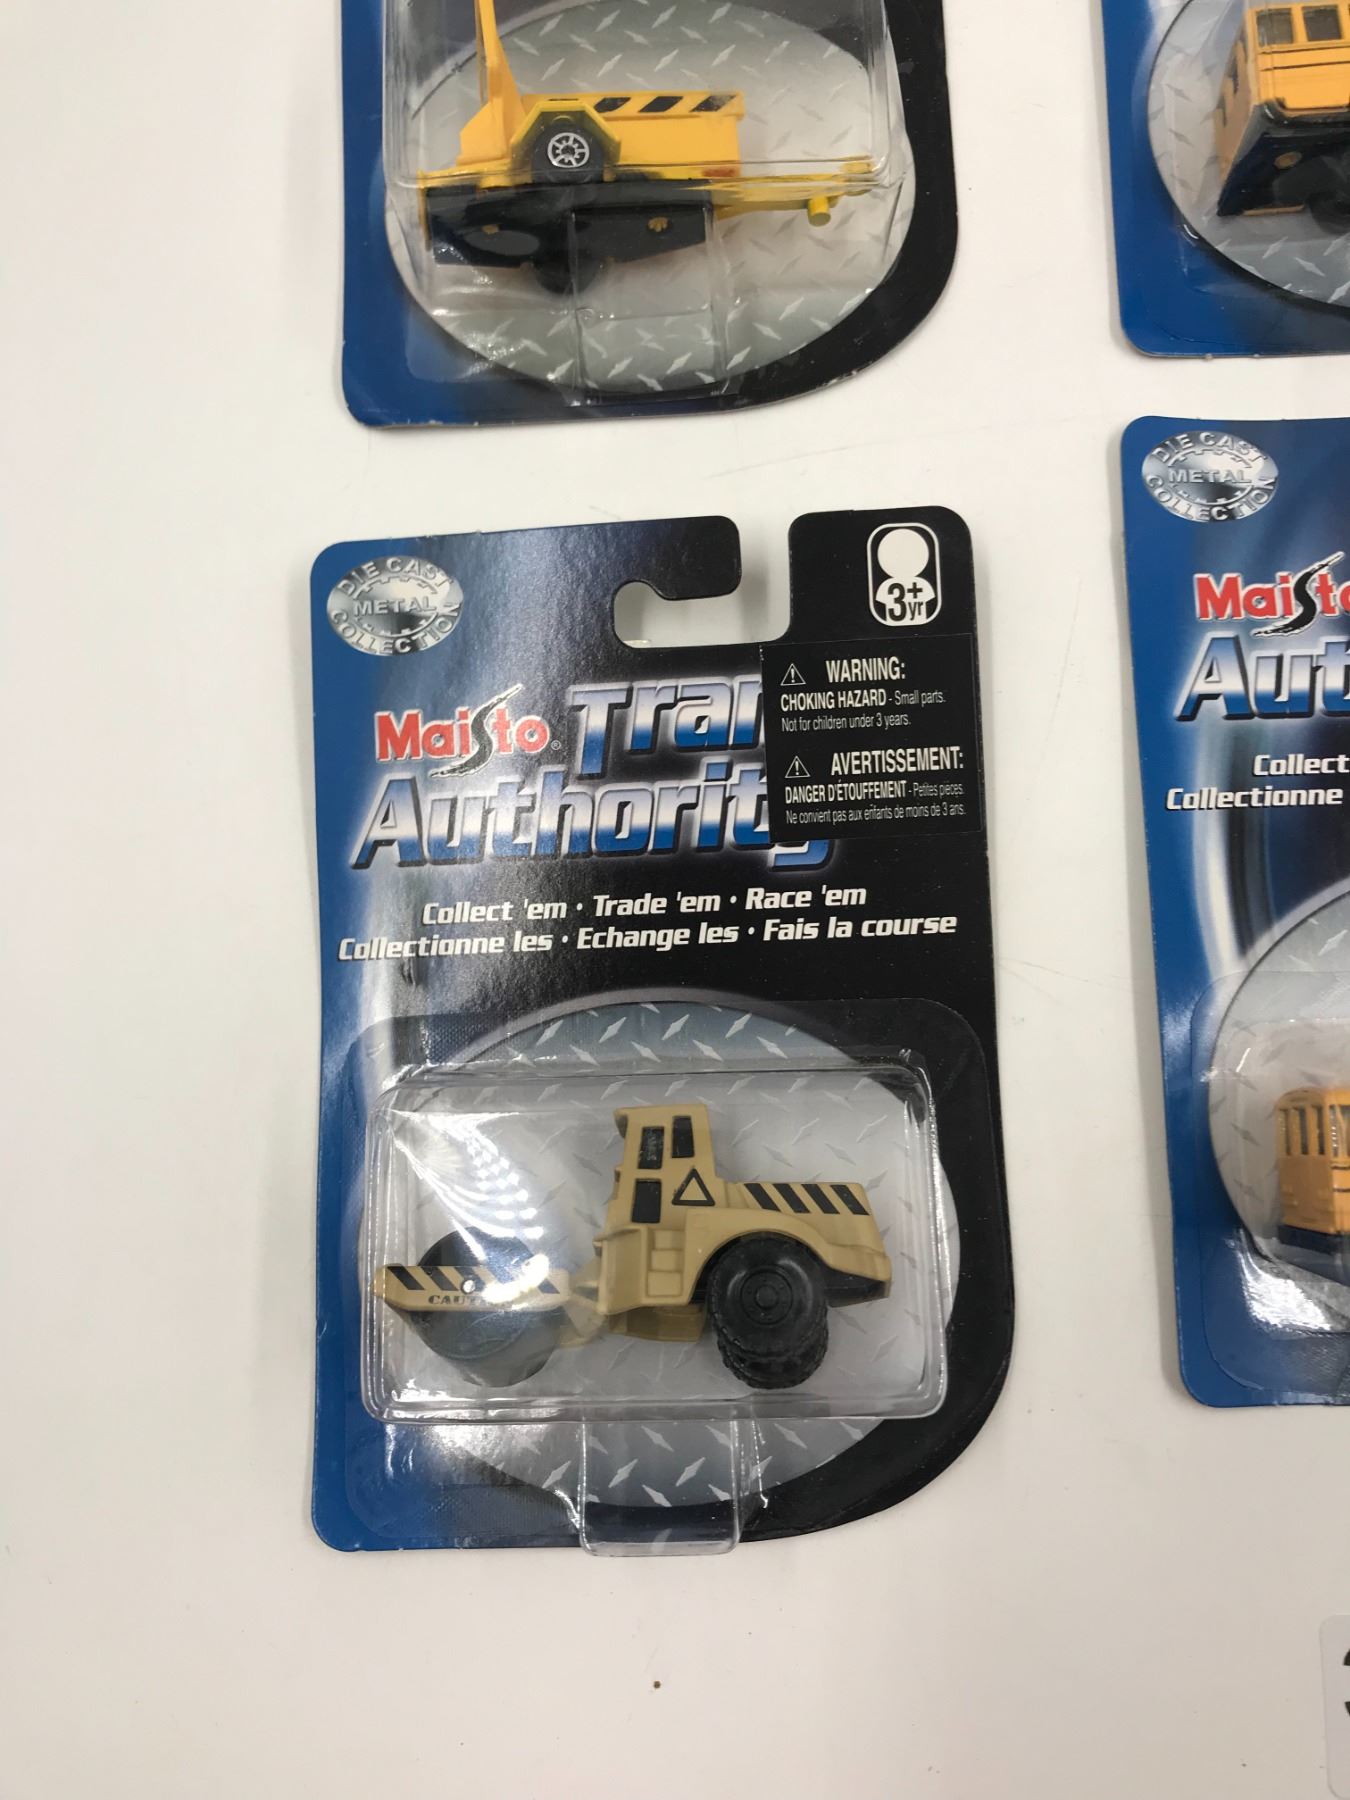 DIE CAST
METAL
COLLECTION
3+
yr
Maisto®
Authority
WARNING:
CHOKING HAZARD - Small parts.
Not for children under 3 years.
AVERTISSEMENT:
DANGER D'ÉTOUFFEMENT - Petites pièces.
Ne convient pas aux enfants de moins de 3 ans.
Collect 'em • Trade 'em • Race 'em
Collectionne les • Echange les • Fais la course
DIE CAST
METAL
COLLECTION
Collect
Collectionne